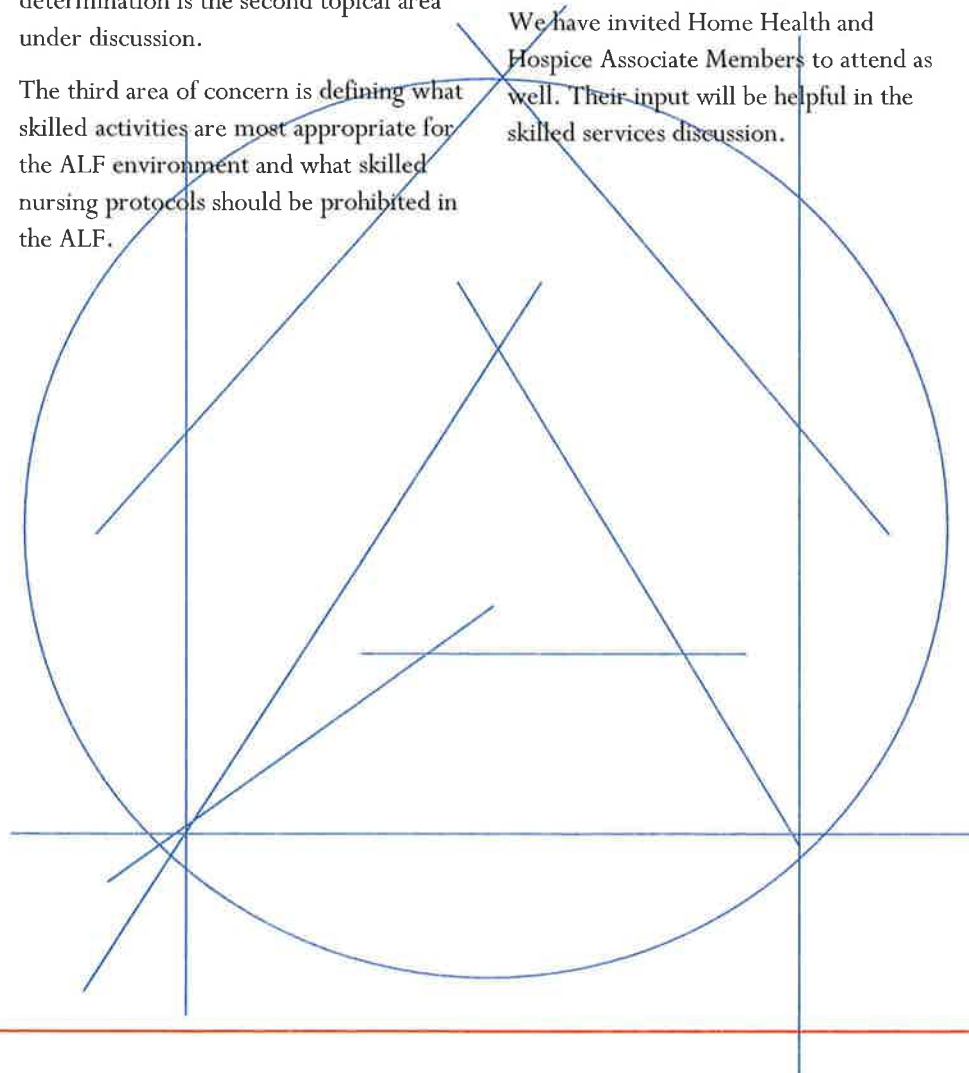 determination is the second topical area
under discussion.
The third area of concern is defining what
skilled activities are most appropriate for
the ALF environment and what skilled
nursing protocols should be prohibited in
the ALF.
We have invited Home Health and
Hospice Associate Members to attend as
well. Their input will be helpful in the
skilled services discussion.